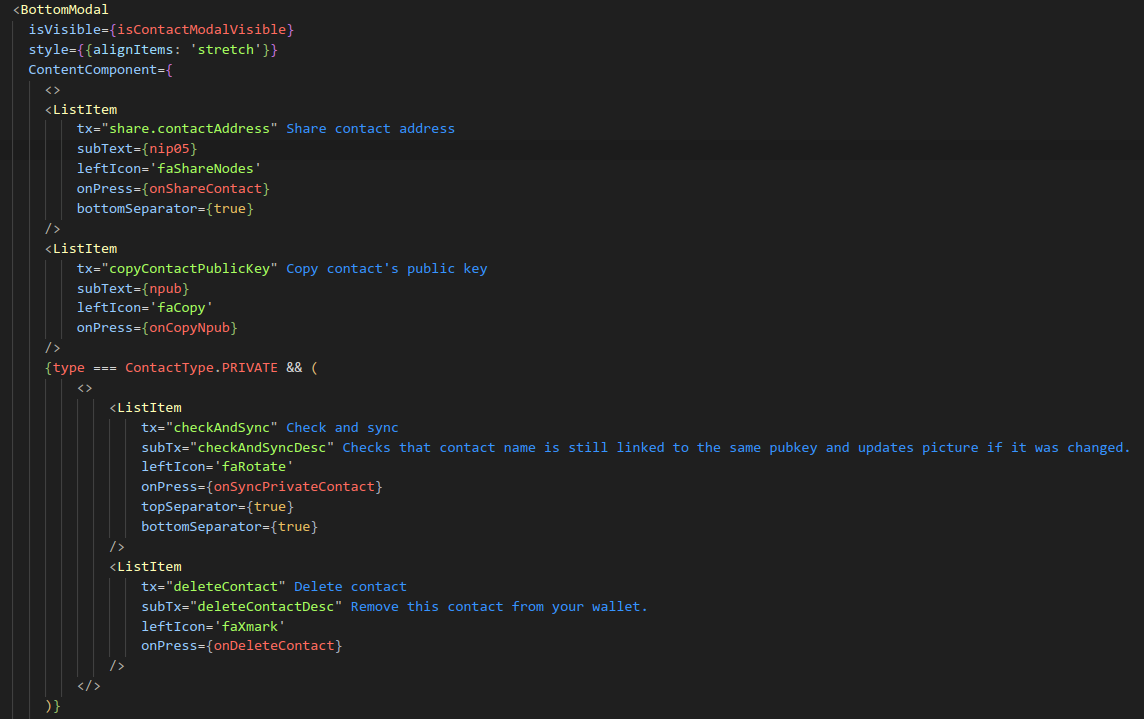 <BottomModal
isVisible={isContactModalVisible}
style={{alignItems: 'stretch'}}
ContentComponent={
<>
<ListItem
tx="share.contactAddress" Share contact address
subText={nip05}
leftIcon='faShareNodes'
onPress={onShareContact}
bottomSeparator={true}
/>
<ListItem
tx="copyContactPublicKey" Copy contact's public key
subText={npub}
leftIcon='faCopy'
onPress={onCopyNpub}
/>
{type === ContactType.PRIVATE && (
<>
<ListItem
tx="checkAndSync" Check and sync
subTx="checkAndSyncDesc" Checks that contact name is still linked to the same pubkey and updates picture if it was changed.
leftIcon='faRotate'
onPress={onSyncPrivateContact}
topSeparator={true}
bottomSeparator={true}
/>
<ListItem
tx="deleteContact" Delete contact
subTx="deleteContactDesc" Remove this contact from your wallet.
leftIcon='faXmark'
onPress={onDeleteContact}
/>
</>
)}